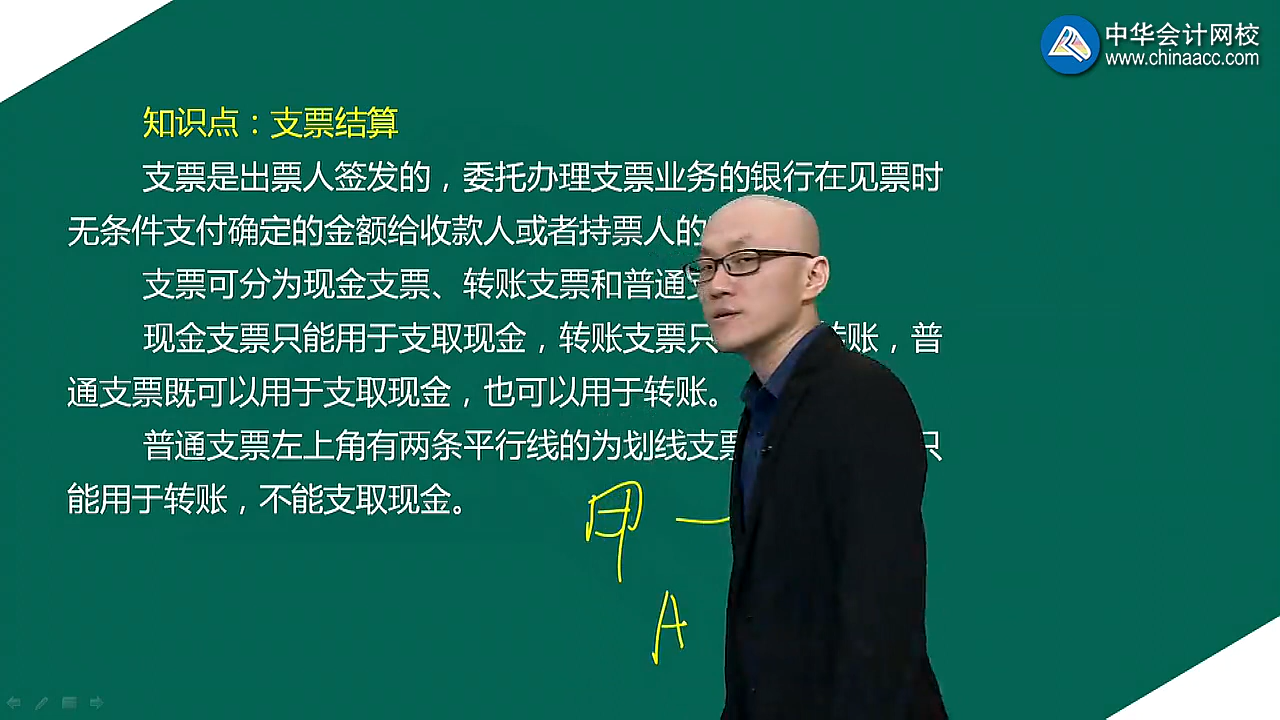 中华会计网校
www.chinaacc.com
知识点：支票结算
支票是出票人签发的，委托办理支票业务的银行在见票时
无条件支付确定的金额给收款人或者持票人的
支票可分为现金支票、转账支票和普通
现金支票只能用于支取现金，转账支票只 转账，普
通支票既可以用于支取现金，也可以用于转账。
普通支票左上角有两条平行线的为划线支票 只
能用于转账，不能支取现金。
甲 一
A